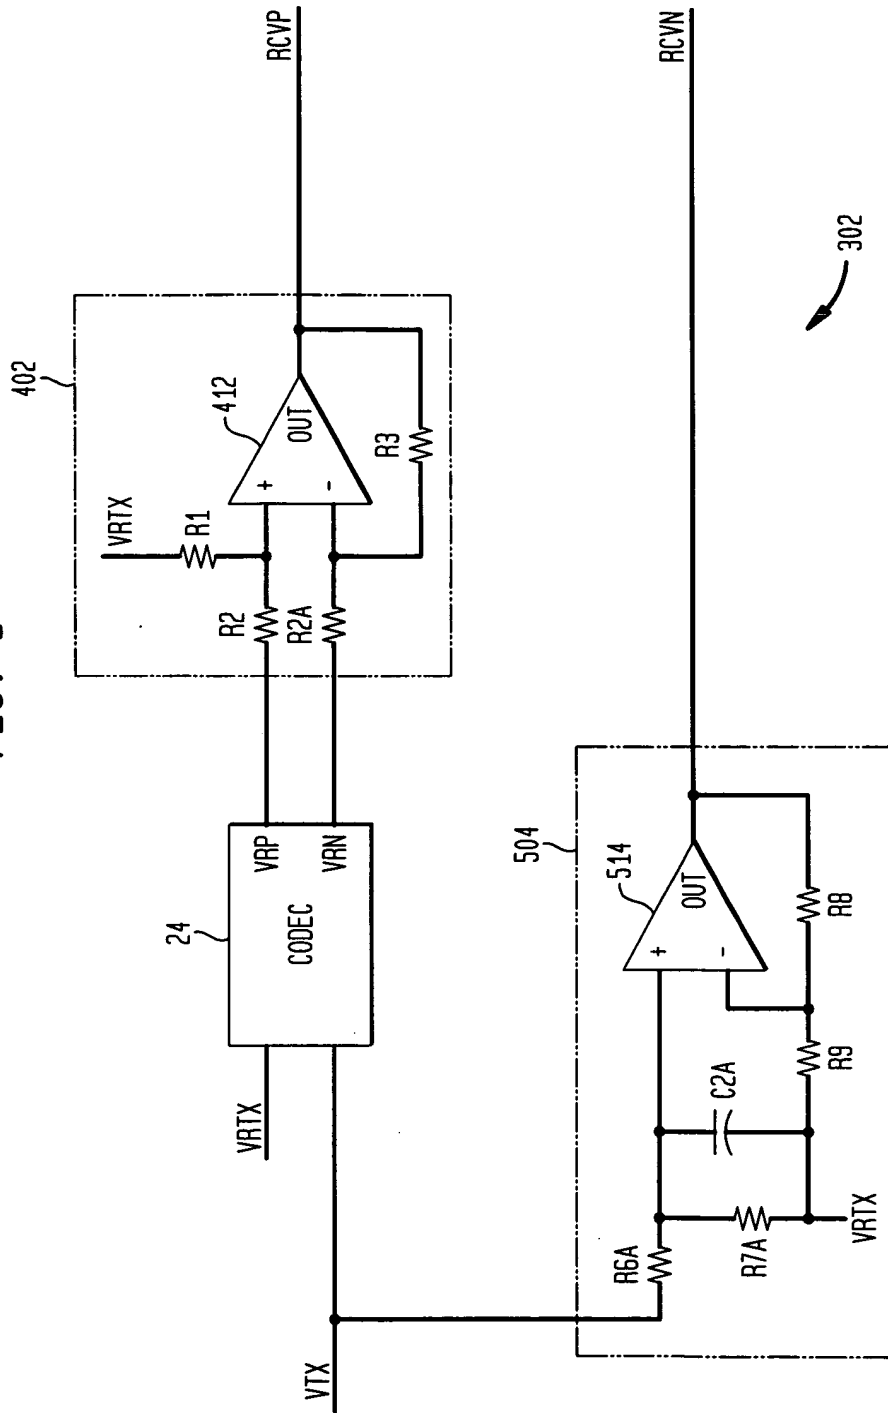 402
VRTX
24
R1
412
R2
VRTX
VRP
+
RCVP
CODEC
R2A
OUT
VTX
VRN
-
R3
504
514
R6A
+
RCVN
OUT
C2A
-
R7A
R9
R8
VRTX
302